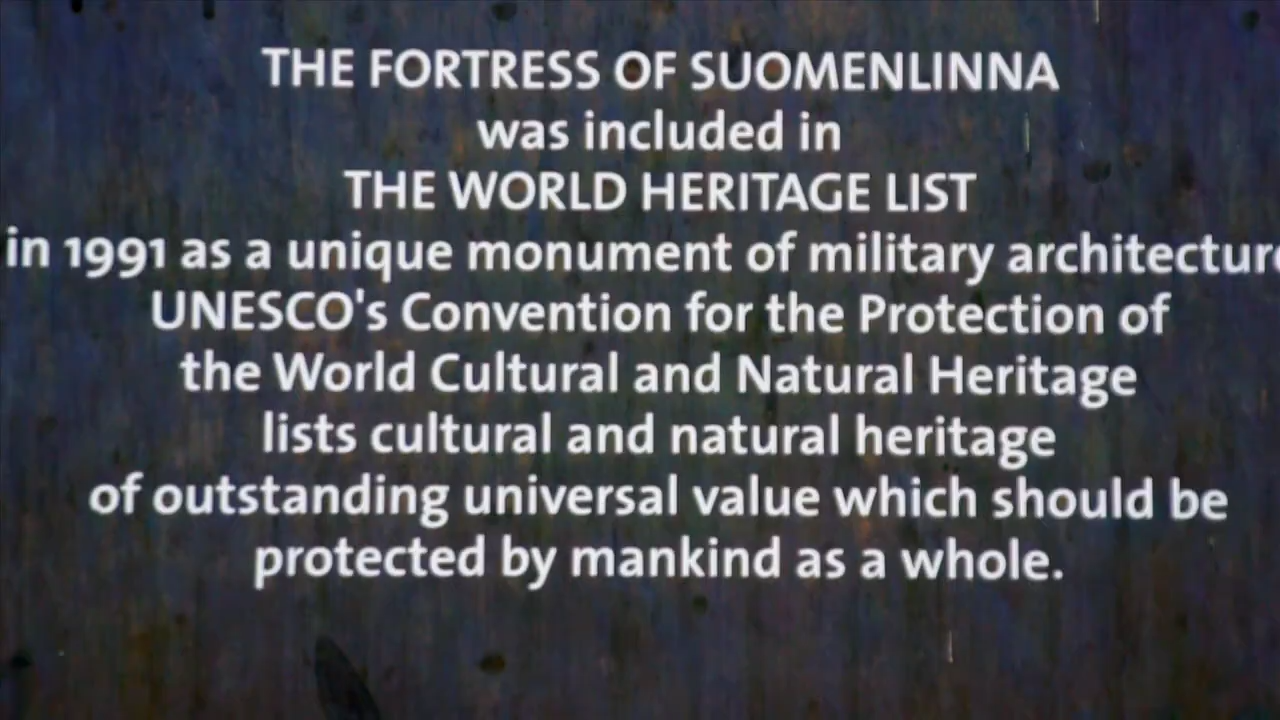 THE FORTRESS OF SUOMENLINNA
was included in
THE WORLD HERITAGE LIST
in 1991 as a unique monument of military architecture
UNESCO's Convention for the Protection of
the World Cultural and Natural Heritage
lists cultural and natural heritage
of outstanding universal value which should be
protected by mankind as a whole.